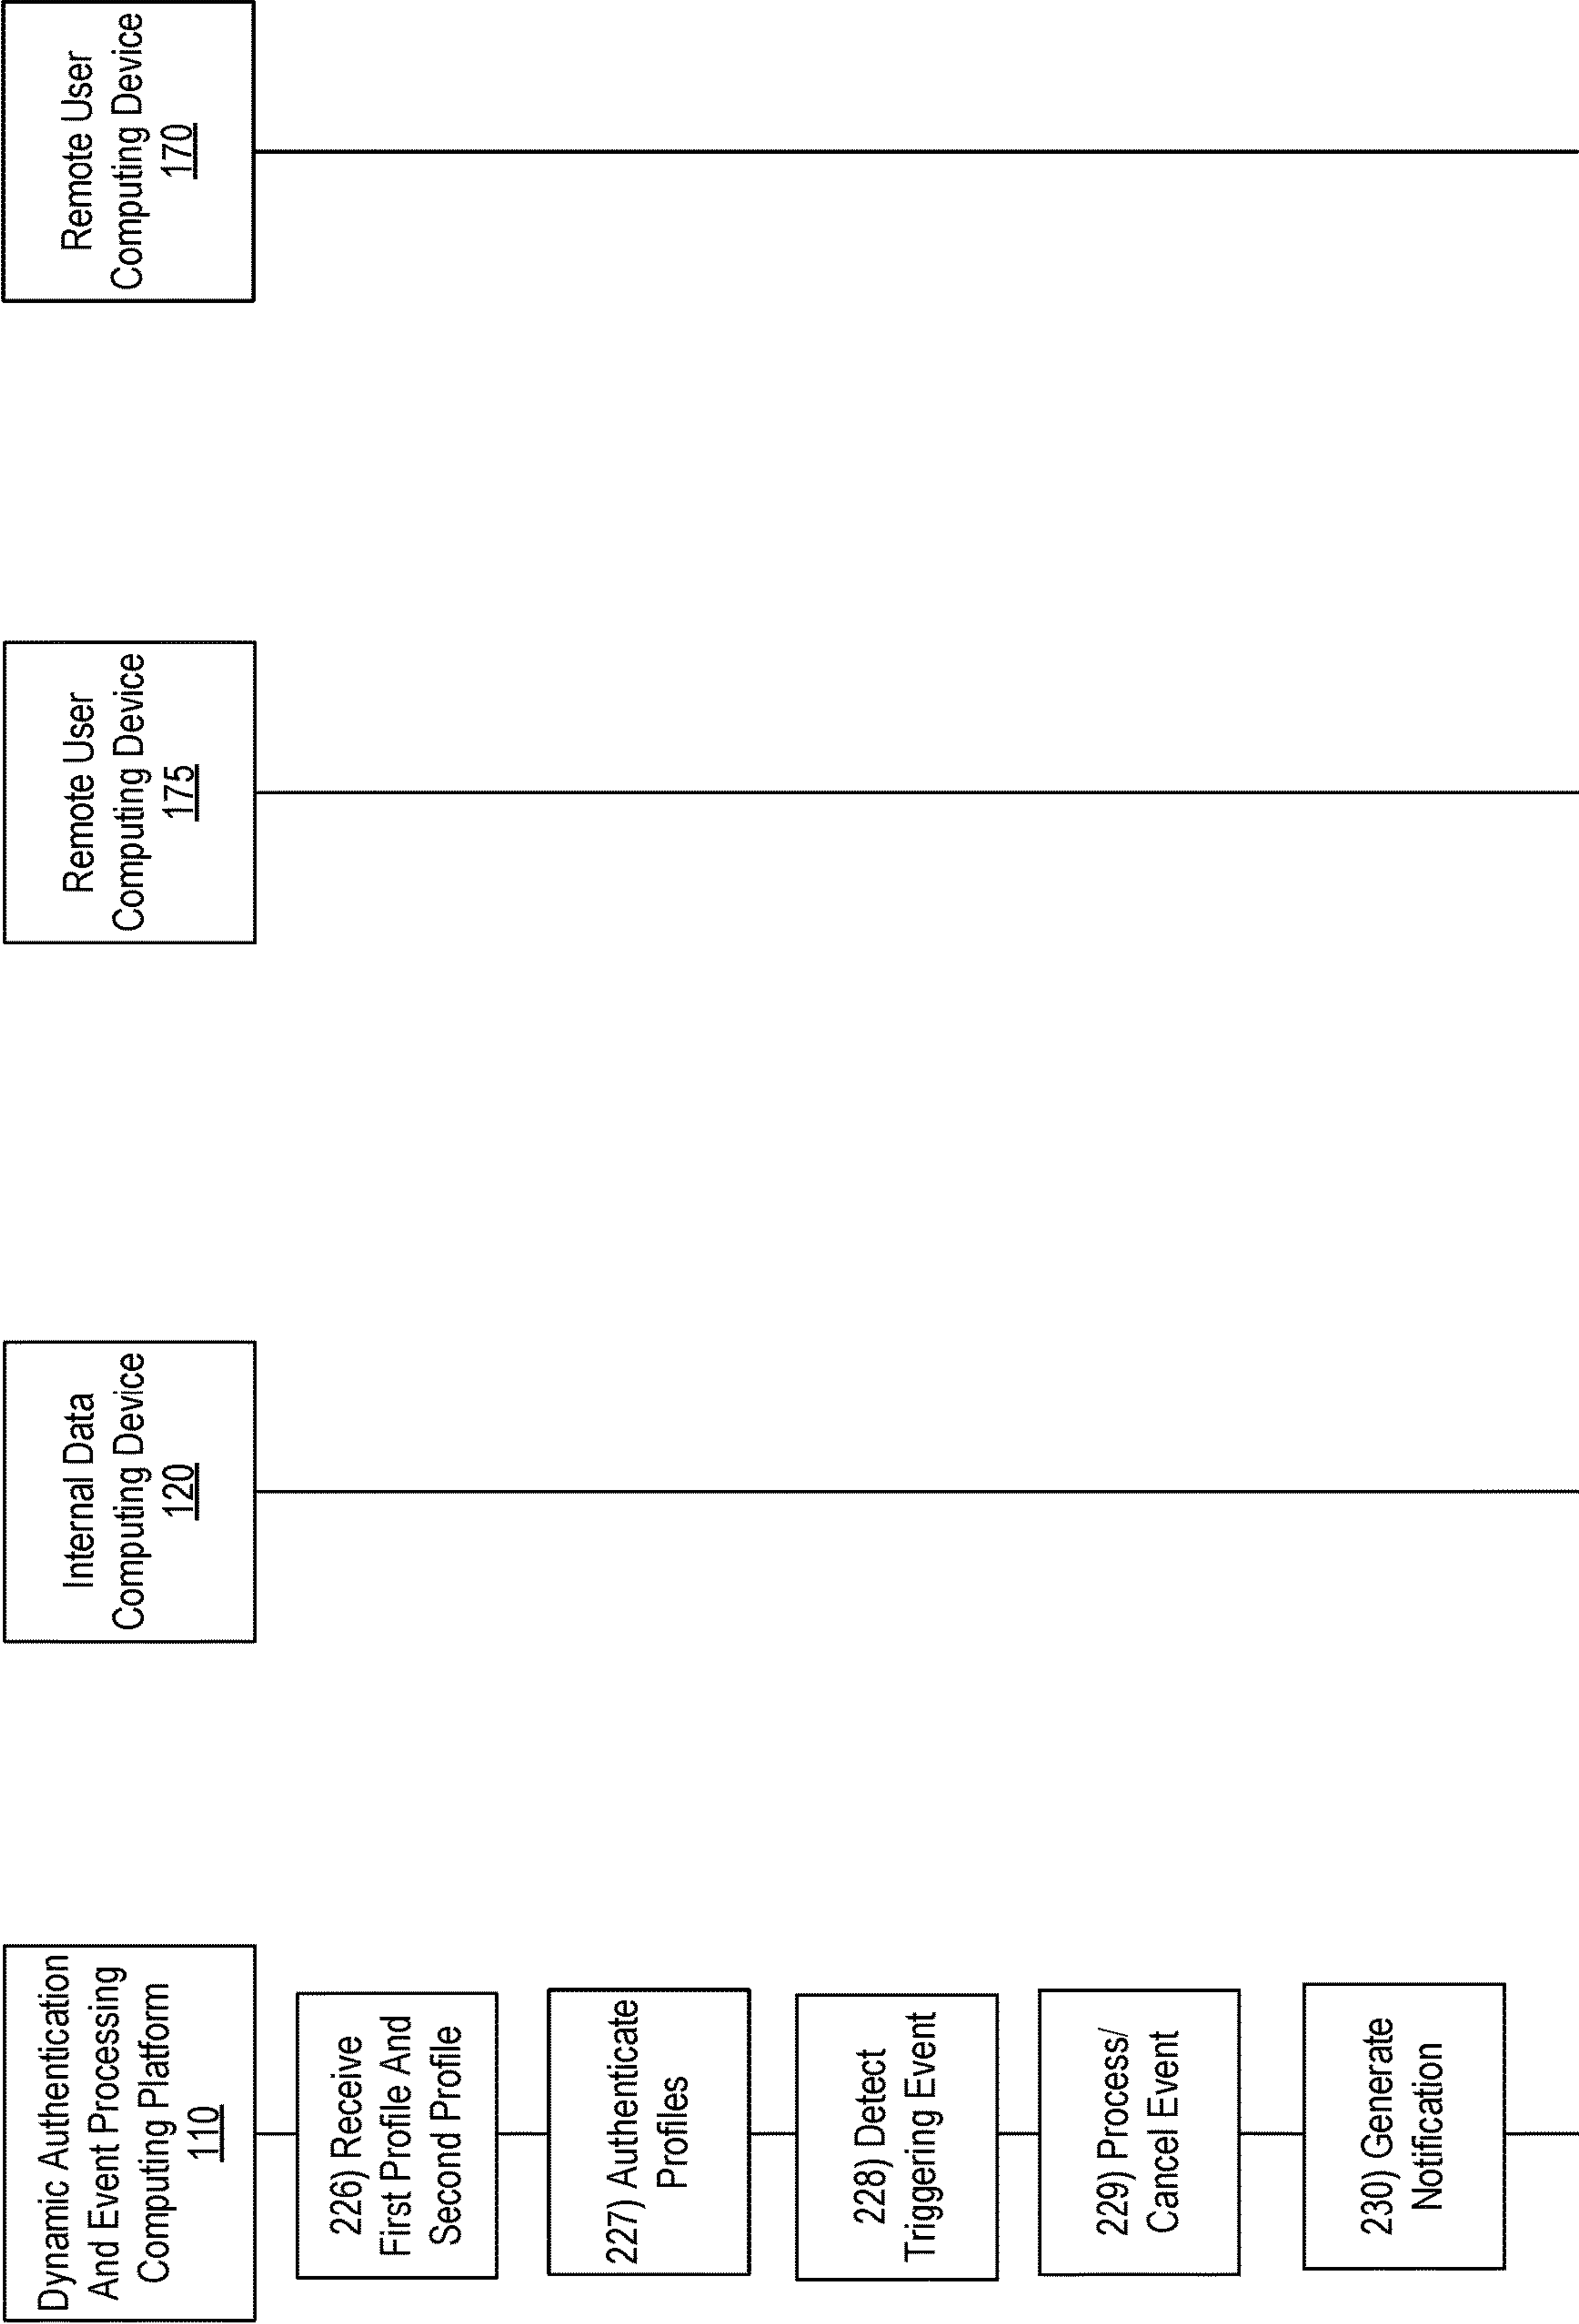 Dynamic Authentication
And Event Processing
Computing Platform
110
Internal Data
Computing Device
120
Remote User
Computing Device
175
Remote User
Computing Device
170
226) Receive
First Profile And
Second Profile
227) Authenticate
Profiles
228) Detect
Triggering Event
229) Process/
Cancel Event
230) Generate
Notification